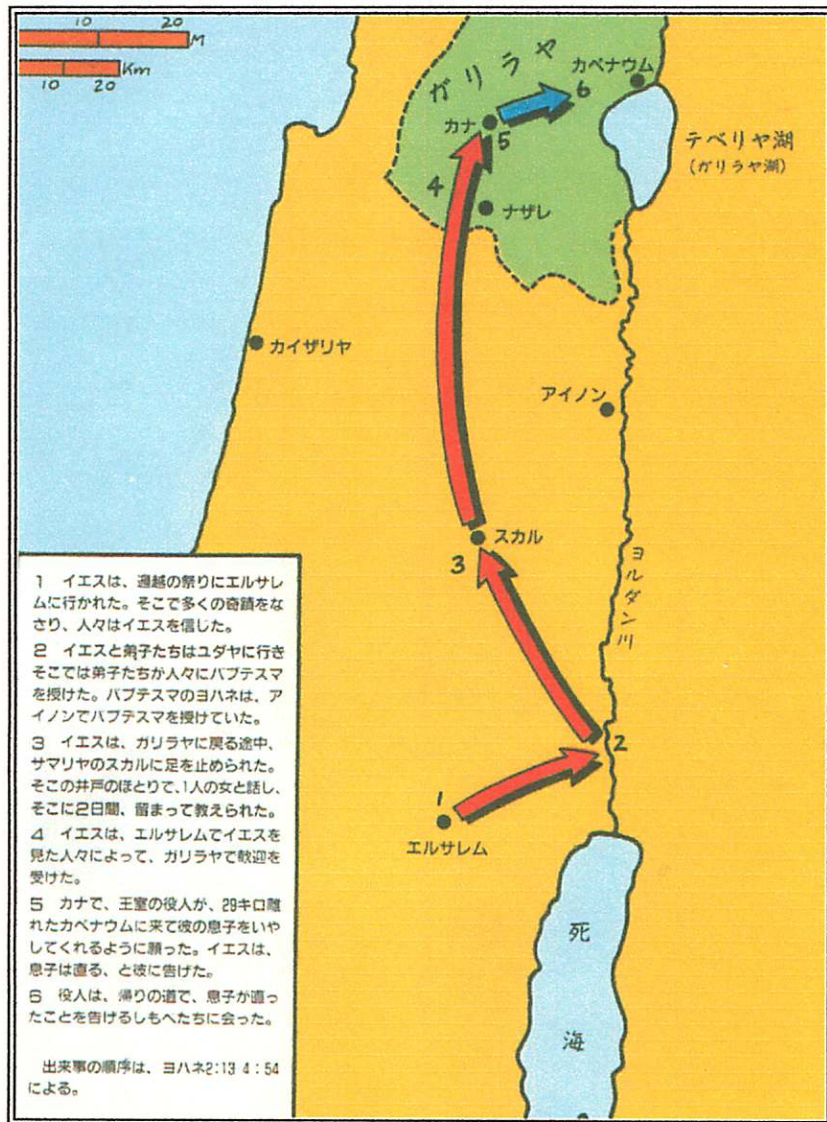 10 20
M
Km
10 20
ガリラヤ
カペナウム
6
カナ
5
テベリヤ湖
(ガリラヤ湖)
4
ナザレ
カイザリヤ
アイノン
スカル
3
ヨルダン川
2
1
エルサレム
死海
1 イエスは、過越の祭りにエルサレ
ムに行かれた。そこで多くの奇蹟をな
さり、人々はイエスを信じた。
2 イエスと弟子たちはユダヤに行き
そこでは弟子たちが人々にバプテスマ
を授けた。バプテスマのヨハネは、ア
イノンでバプテスマを授けていた。
3 イエスは、ガリラヤに戻る途中、
サマリヤのスカルに足を止められた。
そこの井戸のほとりで、1人の女と話し、
そこに2日間、留まって教えられた。
4 イエスは、エルサレムでイエスを
見た人々によって、ガリラヤで歓迎を
受けた。
5 カナで、王室の役人が、29キロ離
れたカペナウムに来て彼の息子をいや
してくれるように願った。イエスは、
息子は直る、と彼に告げた。
6 役人は、帰りの道で、息子が直っ
たことを告げるしもべたちに会った。
出来事の順序は、ヨハネ2:13 4:54
による。